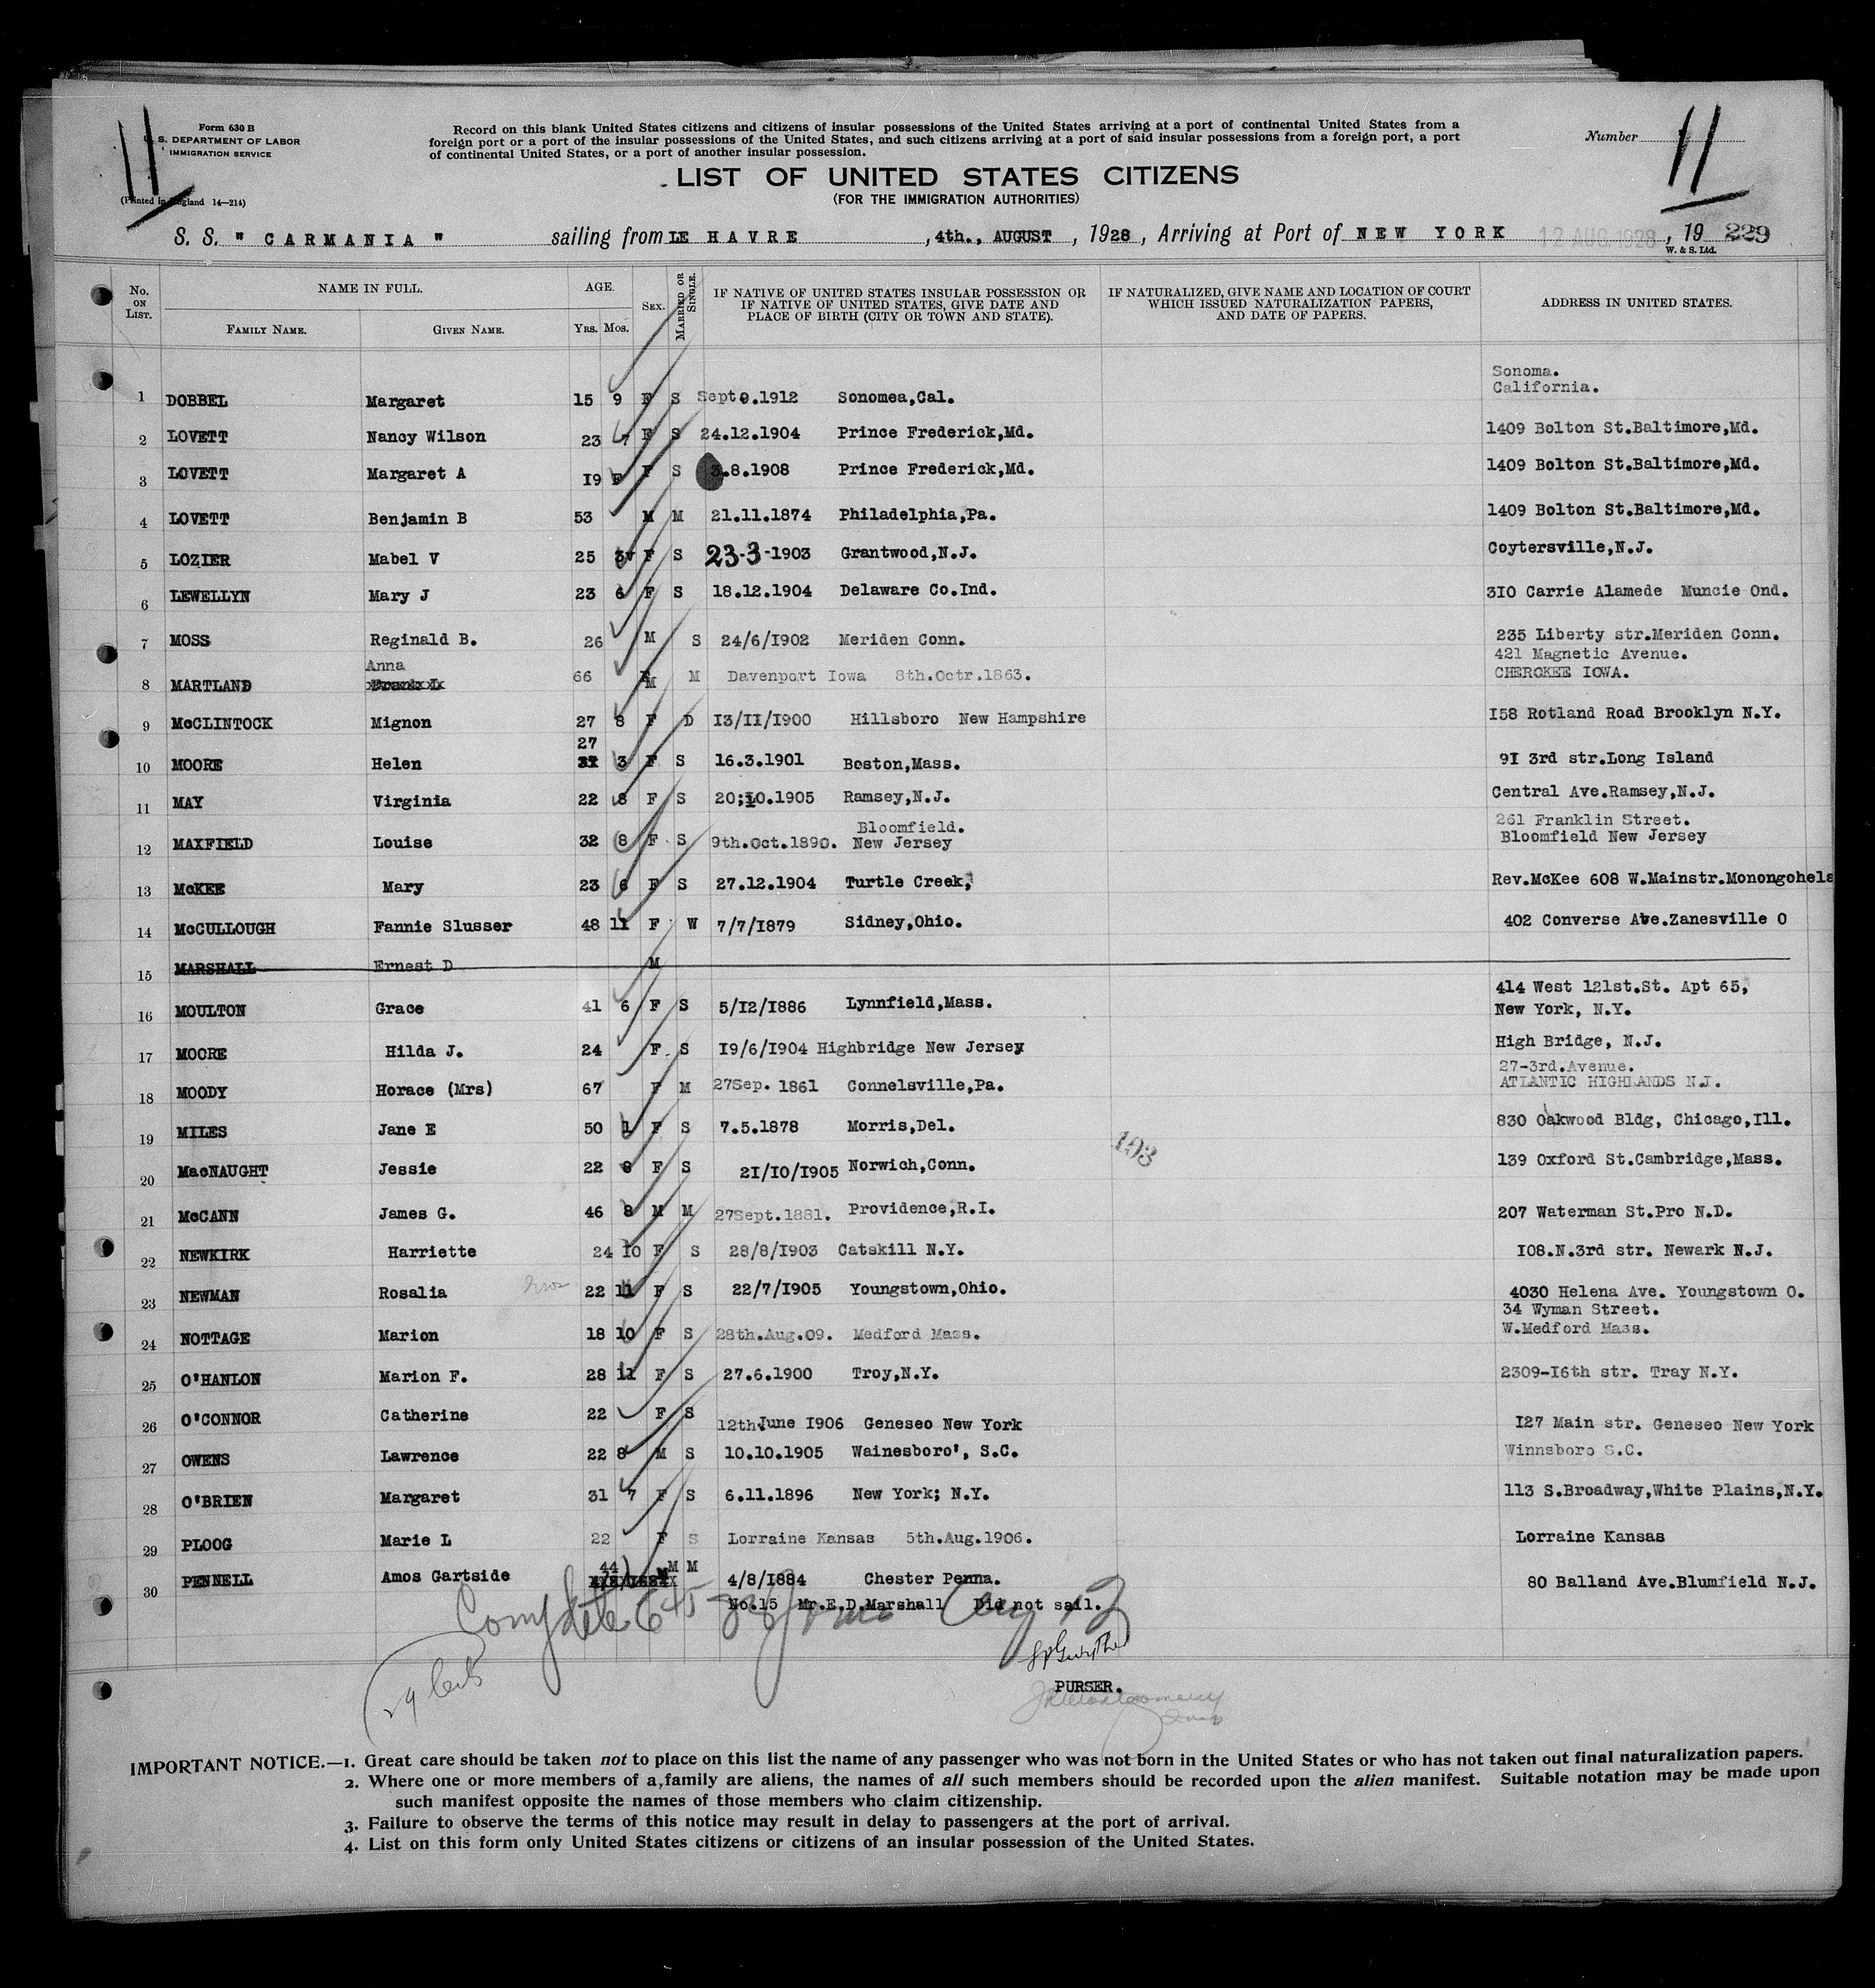 11
Form 630 B
U. S. DEPARTMENT OF LABOR
IMMIGRATION SERVICE
(Printed in England 14—214)
Record on this blank United States citizens and citizens of insular possessions of the United States arriving at a port of continental United States from a
foreign port or a port of the insular possessions of the United States, and such citizens arriving at a port of said insular possessions from a foreign port, a port
of continental United States, or a port of another insular possession.
Number 11
LIST OF UNITED STATES CITIZENS
(FOR THE IMMIGRATION AUTHORITIES)
S. S. " CARMANIA " sailing from LE HAVRE , 4th., AUGUST , 1928 , Arriving at Port of NEW YORK 12 AUG 1928 , 19 229
W. & S. Ltd.
No. ON LIST. NAME IN FULL. AGE. SEX. MARRIED OR SINGLE. IF NATIVE OF UNITED STATES INSULAR POSSESSION OR IF NATIVE OF UNITED STATES, GIVE DATE AND PLACE OF BIRTH (CITY OR TOWN AND STATE). IF NATURALIZED, GIVE NAME AND LOCATION OF COURT WHICH ISSUED NATURALIZATION PAPERS, AND DATE OF PAPERS. ADDRESS IN UNITED STATES.
FAMILY NAME. GIVEN NAME. YRS. MOS.
Sonoma.
1 DOBBEL Margaret 15 9 F S Sept.9.1912 Sonomea,Cal. California.
2 LOVETT Nancy Wilson 23 7 F S 24.12.1904 Prince Frederick,Md. 1409 Bolton St.Baltimore,Md.
3 LOVETT Margaret A 19 F S 3.8.1908 Prince Frederick,Md. 1409 Bolton St.Baltimore,Md.
4 LOVETT Benjamin B 53 M M 21.11.1874 Philadelphia,Pa. 1409 Bolton St.Baltimore,Md.
5 LOZIER Mabel V 25 3 F S 23-3-1903 Grantwood,N.J. Coytersville,N.J.
6 LEWELLYN Mary J 23 6 F S 18.12.1904 Delaware Co.Ind. 310 Carrie Alamede Muncie Ond.
7 MOSS Reginald B. 26 M S 24/6/1902 Meriden Conn. 235 Liberty str.Meriden Conn.
Anna 421 Magnetic Avenue.
8 MARTLAND 66 M M Davenport Iowa 8th.Octr.1863. CHEROKEE IOWA.
9 McCLINTOCK Mignon 27 8 F D 13/11/1900 Hillsboro New Hampshire 158 Rotland Road Brooklyn N.Y.
27
10 MOORE Helen 3 F S 16.3.1901 Boston,Mass. 91 3rd str.Long Island
11 MAY Virginia 22 8 F S 20;10.1905 Ramsey,N.J. Central Ave.Ramsey,N.J.
Bloomfield. 261 Franklin Street.
12 MAXFIELD Louise 32 8 F S 9th.Oct.1890. New Jersey Bloomfield New Jersey
13 McKEE Mary 23 6 F S 27.12.1904 Turtle Creek, Rev.McKee 608 W.Mainstr.Monongohela
14 McCULLOUGH Fannie Slusser 48 11 F W 7/7/1879 Sidney,Ohio. 402 Converse Ave.Zanesville O
15 MARSHALL Ernest D M
414 West 121st.St. Apt 65,
16 MOULTON Grace 41 6 F S 5/12/1886 Lynnfield,Mass. New York, N.Y.
17 MOORE Hilda J. 24 F S 19/6/1904 Highbridge New Jersey High Bridge, N.J.
27-3rd.Avenue.
18 MOODY Horace (Mrs) 67 F M 27Sep. 1861 Connelsville,Pa. ATLANTIC HIGHLANDS N.J.
19 MILES Jane E 50 1 F S 7.5.1878 Morris,Del. 830 Oakwood Bldg, Chicago,Ill.
103
20 MacNAUGHT Jessie 22 9 F S 21/10/1905 Norwich,Conn. 139 Oxford St.Cambridge,Mass.
21 McCANN James G. 46 8 M M 27Sept.1881. Providence,R.I. 207 Waterman St.Pro N.D.
22 NEWKIRK Harriette 24 10 F S 28/8/1903 Catskill N.Y. 108.N.3rd str. Newark N.J.
23 NEWMAN Rosalia 22 11 F S 22/7/1905 Youngstown,Ohio. 4030 Helena Ave. Youngstown O.
34 Wyman Street.
24 NOTTAGE Marion 18 10 F S 28th.Aug.09. Medford Mass. W.Medford Mass.
25 O'HANLON Marion F. 28 11 F S 27.6.1900 Troy,N.Y. 2309-16th str. Tray N.Y.
26 O'CONNOR Catherine 22 F S 12th.June 1906 Geneseo New York 127 Main str. Geneseo New York
27 OWENS Lawrence 22 8 M S 10.10.1905 Wainesboro', S.C. Winnsboro S.C.
28 O'BRIEN Margaret 31 7 F S 6.11.1896 New York; N.Y. 113 S.Broadway,White Plains,N.Y.
29 PLOOG Marie L 22 F S Lorraine Kansas 5th.Aug.1906. Lorraine Kansas
30 PENNELL Amos Gartside 44 M M 4/8/1884 Chester Penna. 80 Balland Ave.Blumfield N.J.
No.15 Mr.E.D.Marshall Did not sail.
Complete Aug 12
PURSER.
IMPORTANT NOTICE.—1. Great care should be taken not to place on this list the name of any passenger who was not born in the United States or who has not taken out final naturalization papers.
2. Where one or more members of a family are aliens, the names of all such members should be recorded upon the alien manifest. Suitable notation may be made upon
such manifest opposite the names of those members who claim citizenship.
3. Failure to observe the terms of this notice may result in delay to passengers at the port of arrival.
4. List on this form only United States citizens or citizens of an insular possession of the United States.